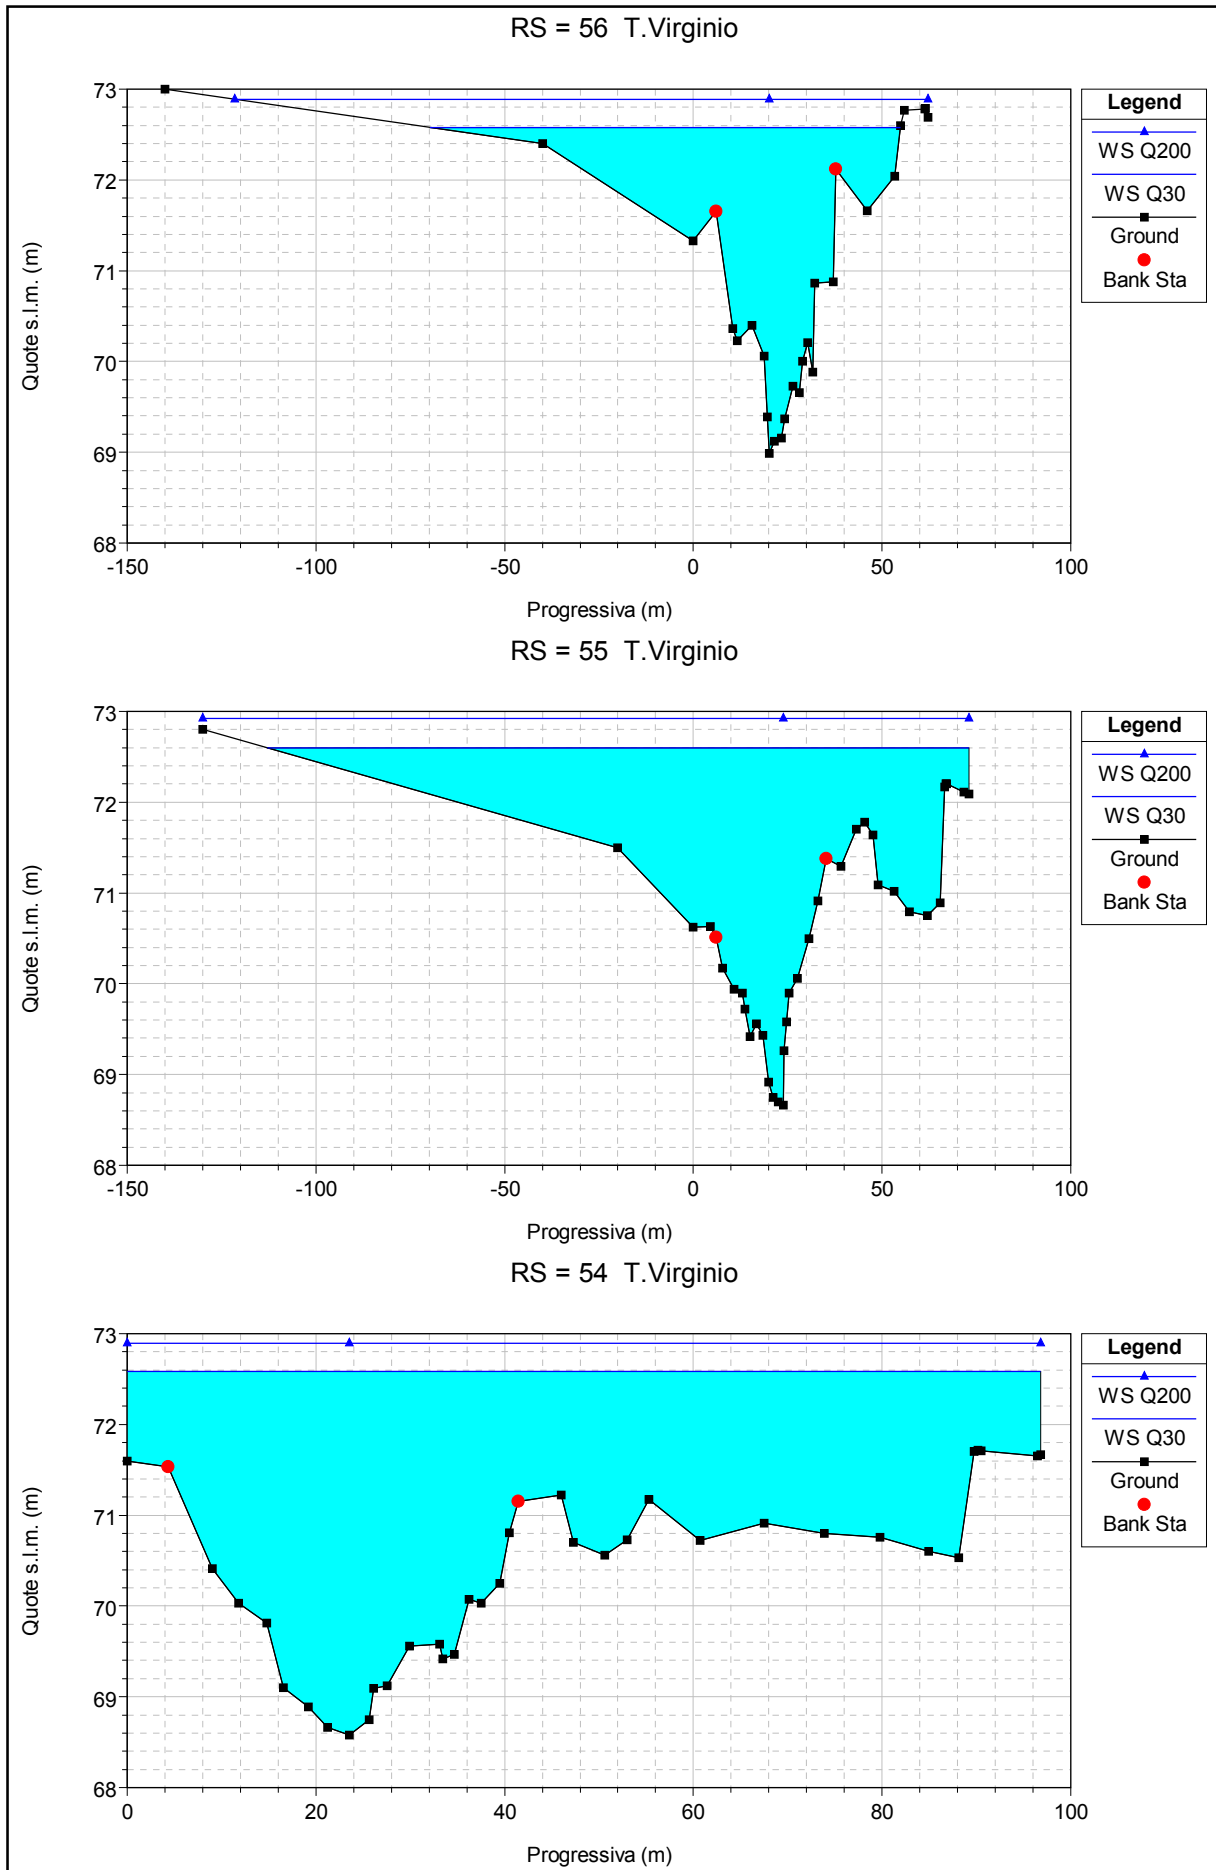 RS = 56 T.Virginio
73
72
71
70
69
68
-150
-100
-50
0
50
100
Quote s.l.m. (m)
Progressiva (m)
Legend
WS Q200
WS Q30
Ground
Bank Sta
RS = 55 T.Virginio
73
72
71
70
69
68
-150
-100
-50
0
50
100
Quote s.l.m. (m)
Progressiva (m)
Legend
WS Q200
WS Q30
Ground
Bank Sta
RS = 54 T.Virginio
73
72
71
70
69
68
0
20
40
60
80
100
Quote s.l.m. (m)
Progressiva (m)
Legend
WS Q200
WS Q30
Ground
Bank Sta